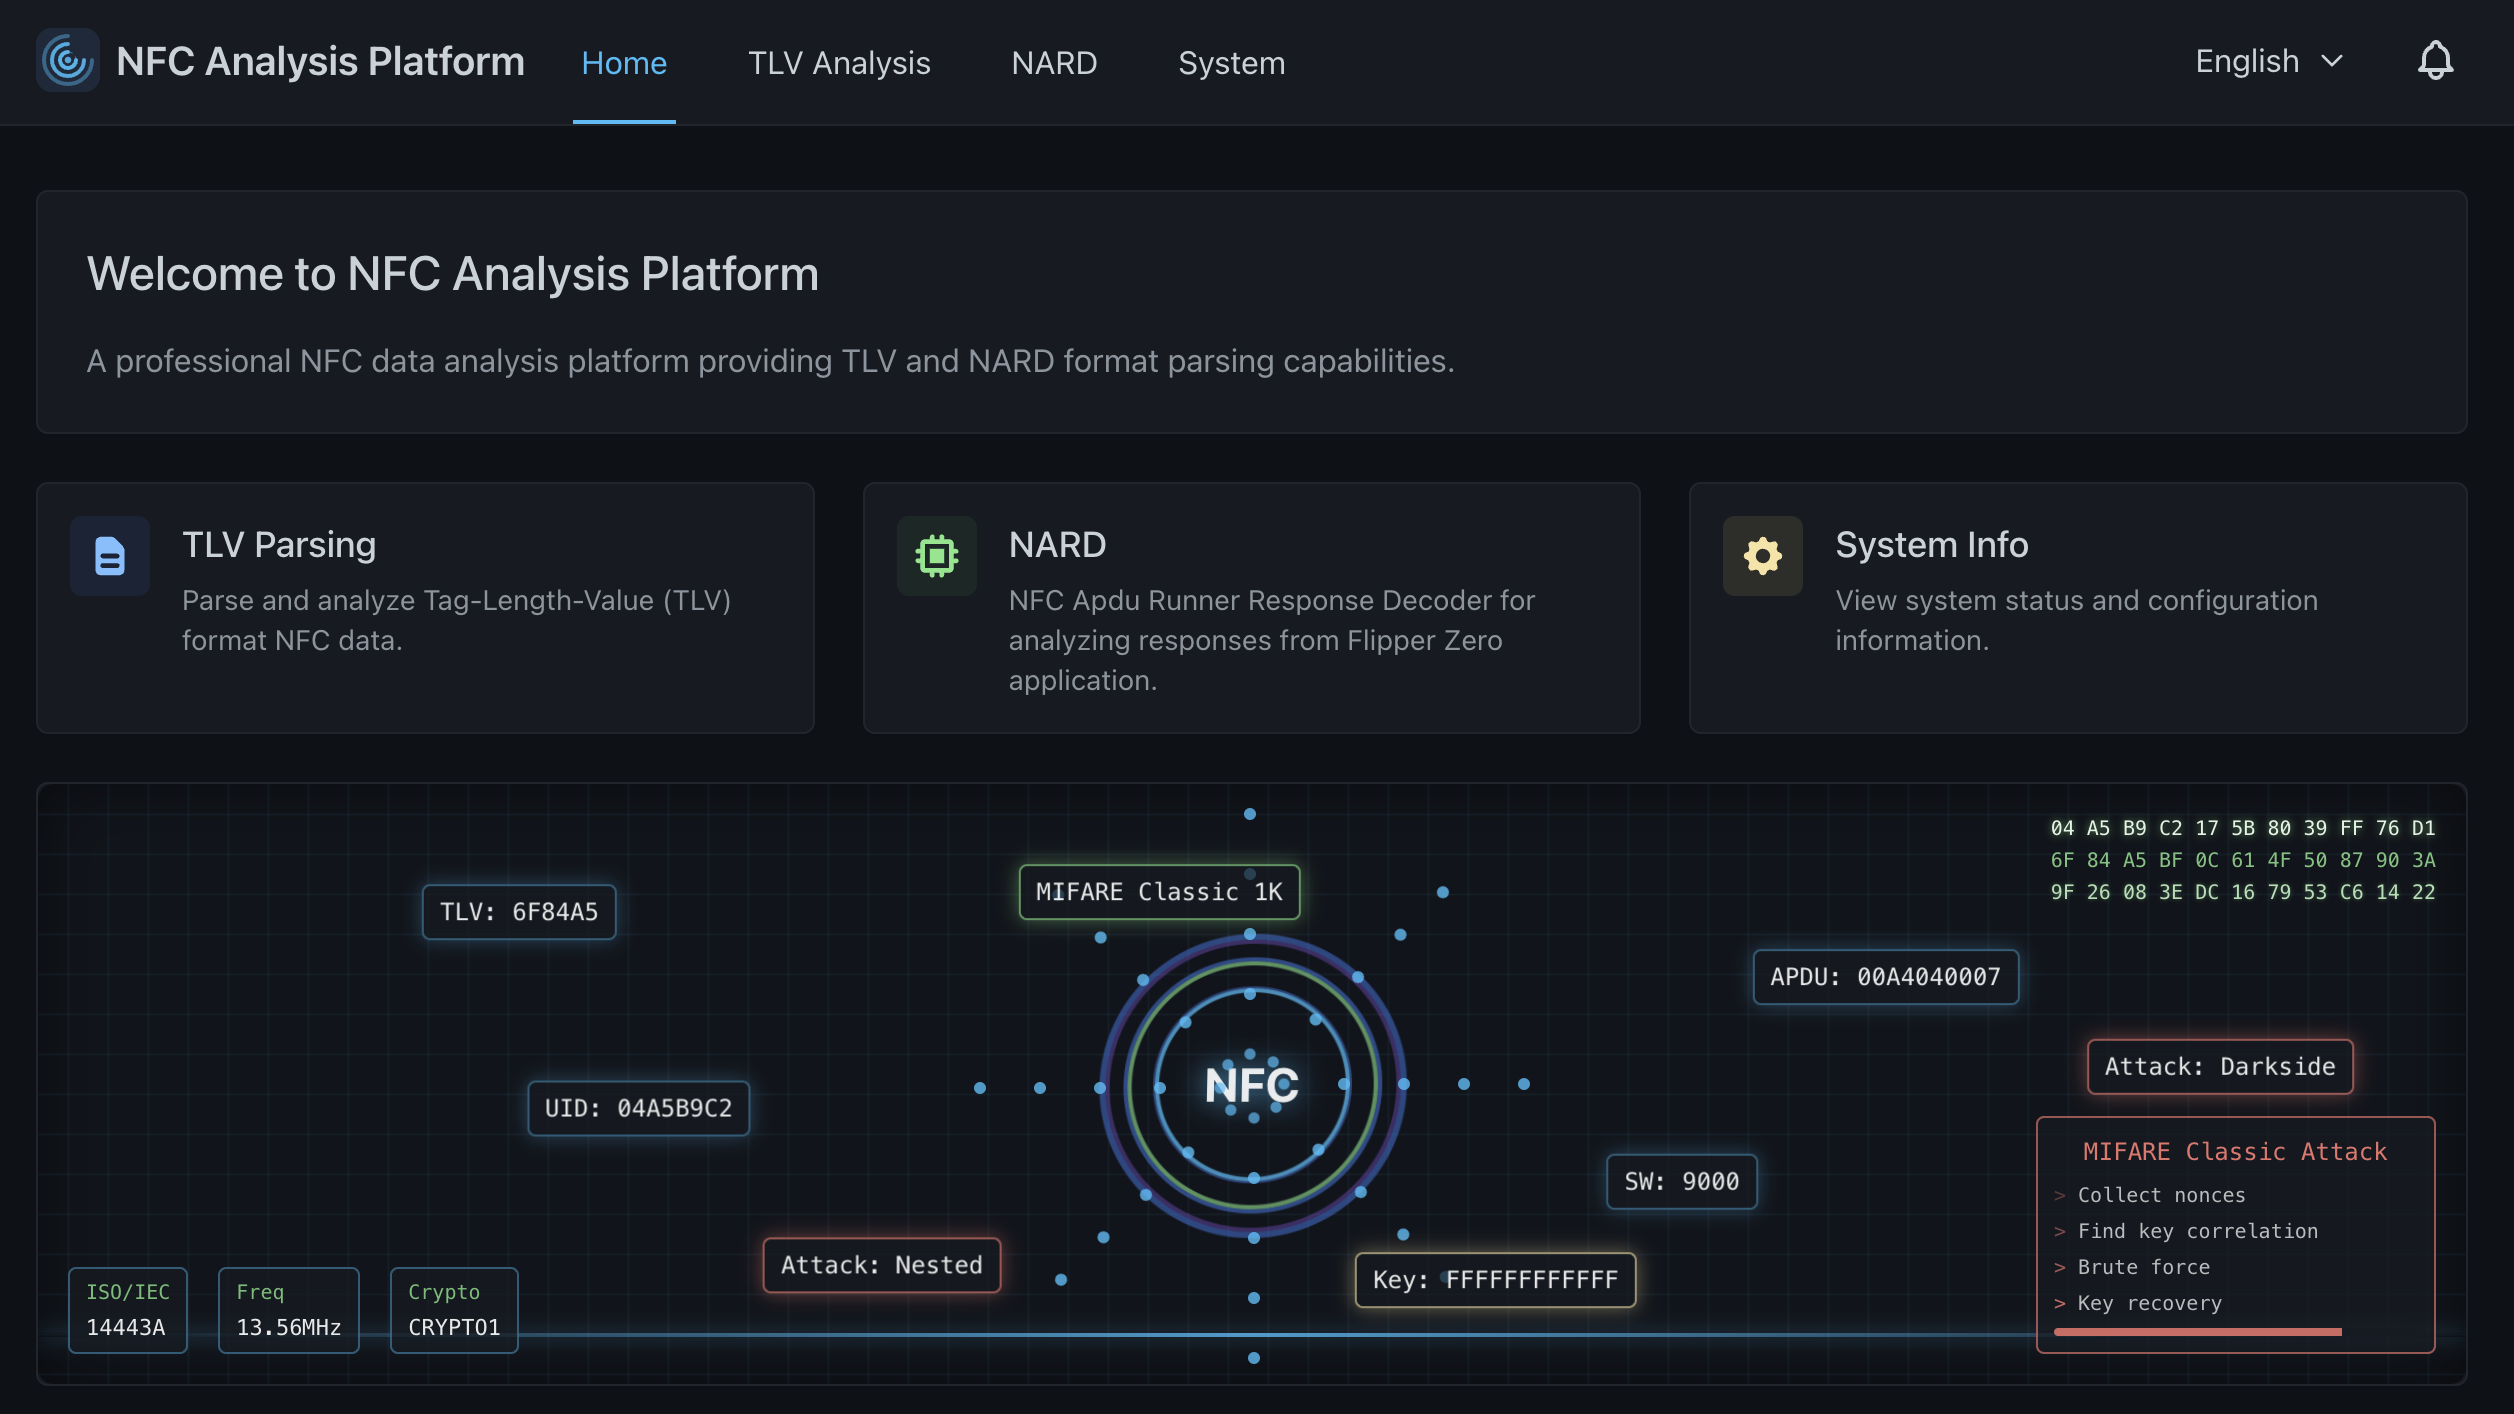 NFC Analysis Platform
Home
TLV Analysis
NARD
System
English
Welcome to NFC Analysis Platform
A professional NFC data analysis platform providing TLV and NARD format parsing capabilities.
TLV Parsing
Parse and analyze Tag-Length-Value (TLV)
format NFC data.
NARD
NFC Apdu Runner Response Decoder for
analyzing responses from Flipper Zero
application.
System Info
View system status and configuration
information.
04 A5 B9 C2 17 5B 80 39 FF 76 D1
6F 84 A5 BF 0C 61 4F 50 87 90 3A
9F 26 08 3E DC 16 79 53 C6 14 22
MIFARE Classic 1K
TLV: 6F84A5
APDU: 00A4040007
Attack: Darkside
NFC
UID: 04A5B9C2
SW: 9000
Attack: Nested
Key: FFFFFFFFFFFF
MIFARE Classic Attack
> Collect nonces
> Find key correlation
> Brute force
> Key recovery
ISO/IEC
14443A
Freq
13.56MHz
Crypto
CRYPTO1